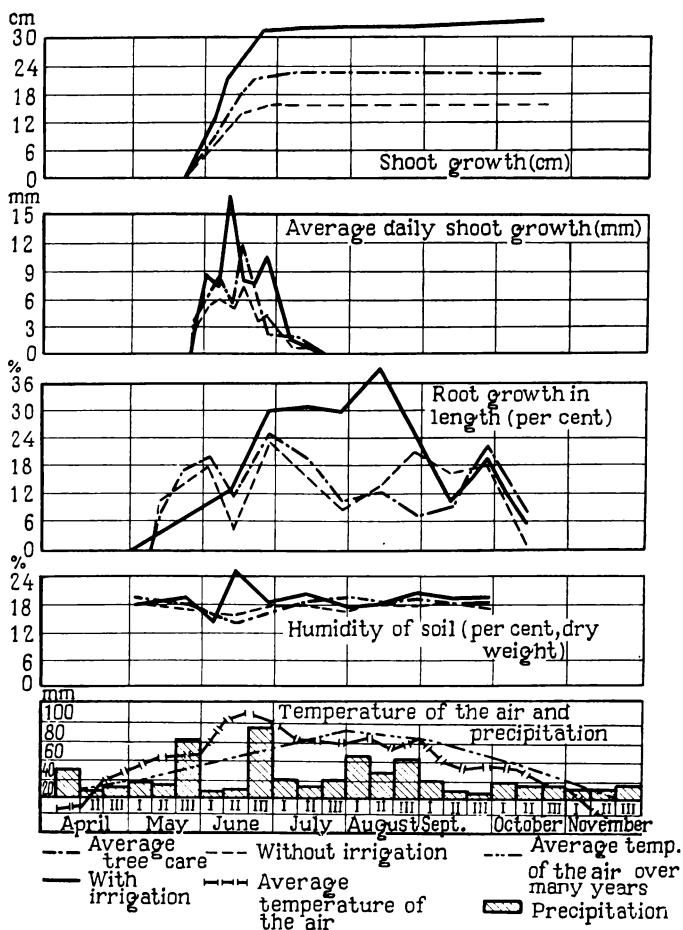 cm
30
24
18
12
6
0
Shoot growth(cm)
mm
15
12
9
6
3
0
Average daily shoot growth(mm)
%
36
30
24
18
12
6
0
Root growth in
length(per cent)
%
24
18
12
6
Humidity of soil(per cent,dry
weight)
mm
100
80
60
40
20
Temperature of the air and
precipitation
II III I II III I II III I II III I II III I II III I II III I II III
April May June July August Sept. October November
Average
tree care
Without irrigation
Average temp.
of the air over
many years
With
irrigation
Average
temperature of
the air
Precipitation